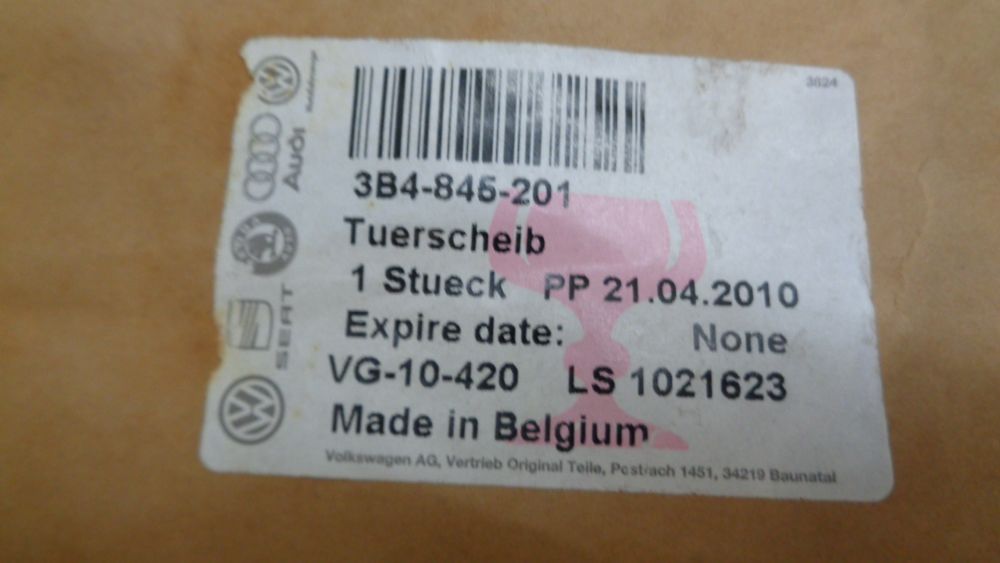 3824
3B4-845-201
Tuerscheib
1 Stueck PP 21.04.2010
Expire date: None
VG-10-420 LS 1021623
Made in Belgium
Volkswagen AG, Vertrieb Original Teile, Postfach 1451, 34219 Baunatal
Audi
SEAT